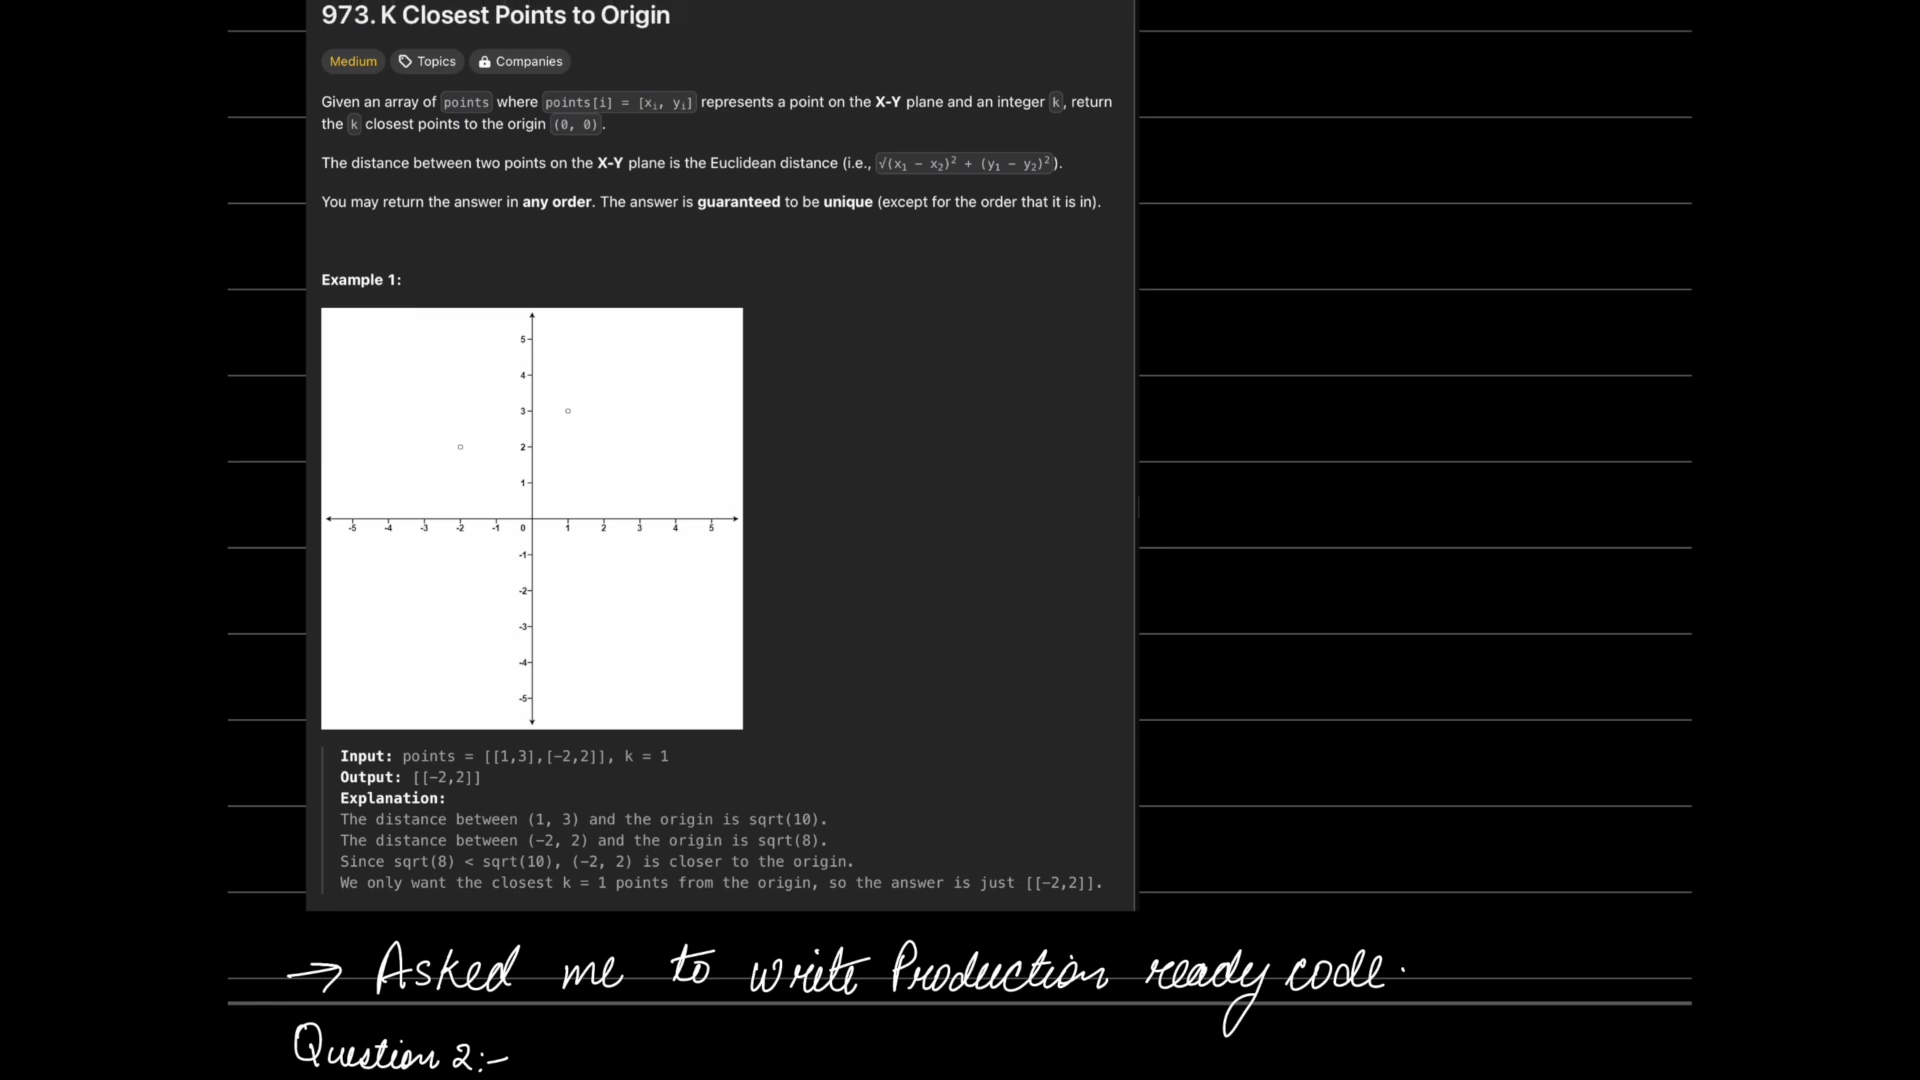 973. K Closest Points to Origin
Medium Topics Companies
Given an array of points where points[i] = [xᵢ, yᵢ] represents a point on the X-Y plane and an integer k, return
the k closest points to the origin (0, 0).
The distance between two points on the X-Y plane is the Euclidean distance (i.e., √(x₁ − x₂)² + (y₁ − y₂)²).
You may return the answer in any order. The answer is guaranteed to be unique (except for the order that it is in).
Example 1:
5
4
3
2
1
-5 -4 -3 -2 -1 0 1 2 3 4 5
-1
-2
-3
-4
-5
Input: points = [[1,3],[−2,2]], k = 1
Output: [[−2,2]]
Explanation:
The distance between (1, 3) and the origin is sqrt(10).
The distance between (−2, 2) and the origin is sqrt(8).
Since sqrt(8) < sqrt(10), (−2, 2) is closer to the origin.
We only want the closest k = 1 points from the origin, so the answer is just [[−2,2]].
→ Asked me to write Production ready code.
Question 2:-